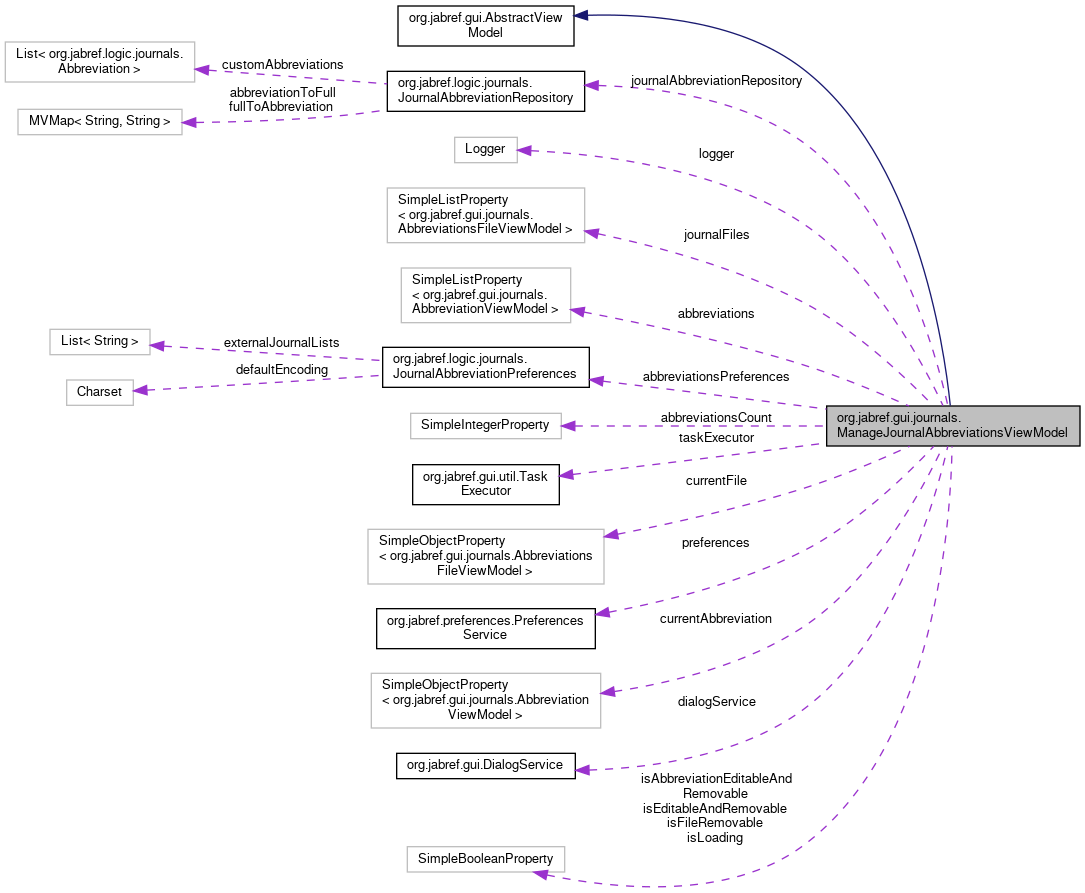 org.jabref.gui.AbstractView
Model
List< org.jabref.logic.journals.
Abbreviation >
customAbbreviations
org.jabref.logic.journals.
JournalAbbreviationRepository
journalAbbreviationRepository
abbreviationToFull
fullToAbbreviation
MVMap< String, String >
Logger
logger
SimpleListProperty
< org.jabref.gui.journals.
AbbreviationsFileViewModel >
journalFiles
SimpleListProperty
< org.jabref.gui.journals.
AbbreviationViewModel >
abbreviations
List< String >
externalJournalLists
org.jabref.logic.journals.
JournalAbbreviationPreferences
abbreviationsPreferences
defaultEncoding
Charset
SimpleIntegerProperty
abbreviationsCount
org.jabref.gui.journals.
ManageJournalAbbreviationsViewModel
taskExecutor
org.jabref.gui.util.Task
Executor
currentFile
SimpleObjectProperty
< org.jabref.gui.journals.Abbreviations
FileViewModel >
preferences
org.jabref.preferences.Preferences
Service
currentAbbreviation
SimpleObjectProperty
< org.jabref.gui.journals.Abbreviation
ViewModel >
dialogService
org.jabref.gui.DialogService
isAbbreviationEditableAnd
Removable
isEditableAndRemovable
isFileRemovable
isLoading
SimpleBooleanProperty